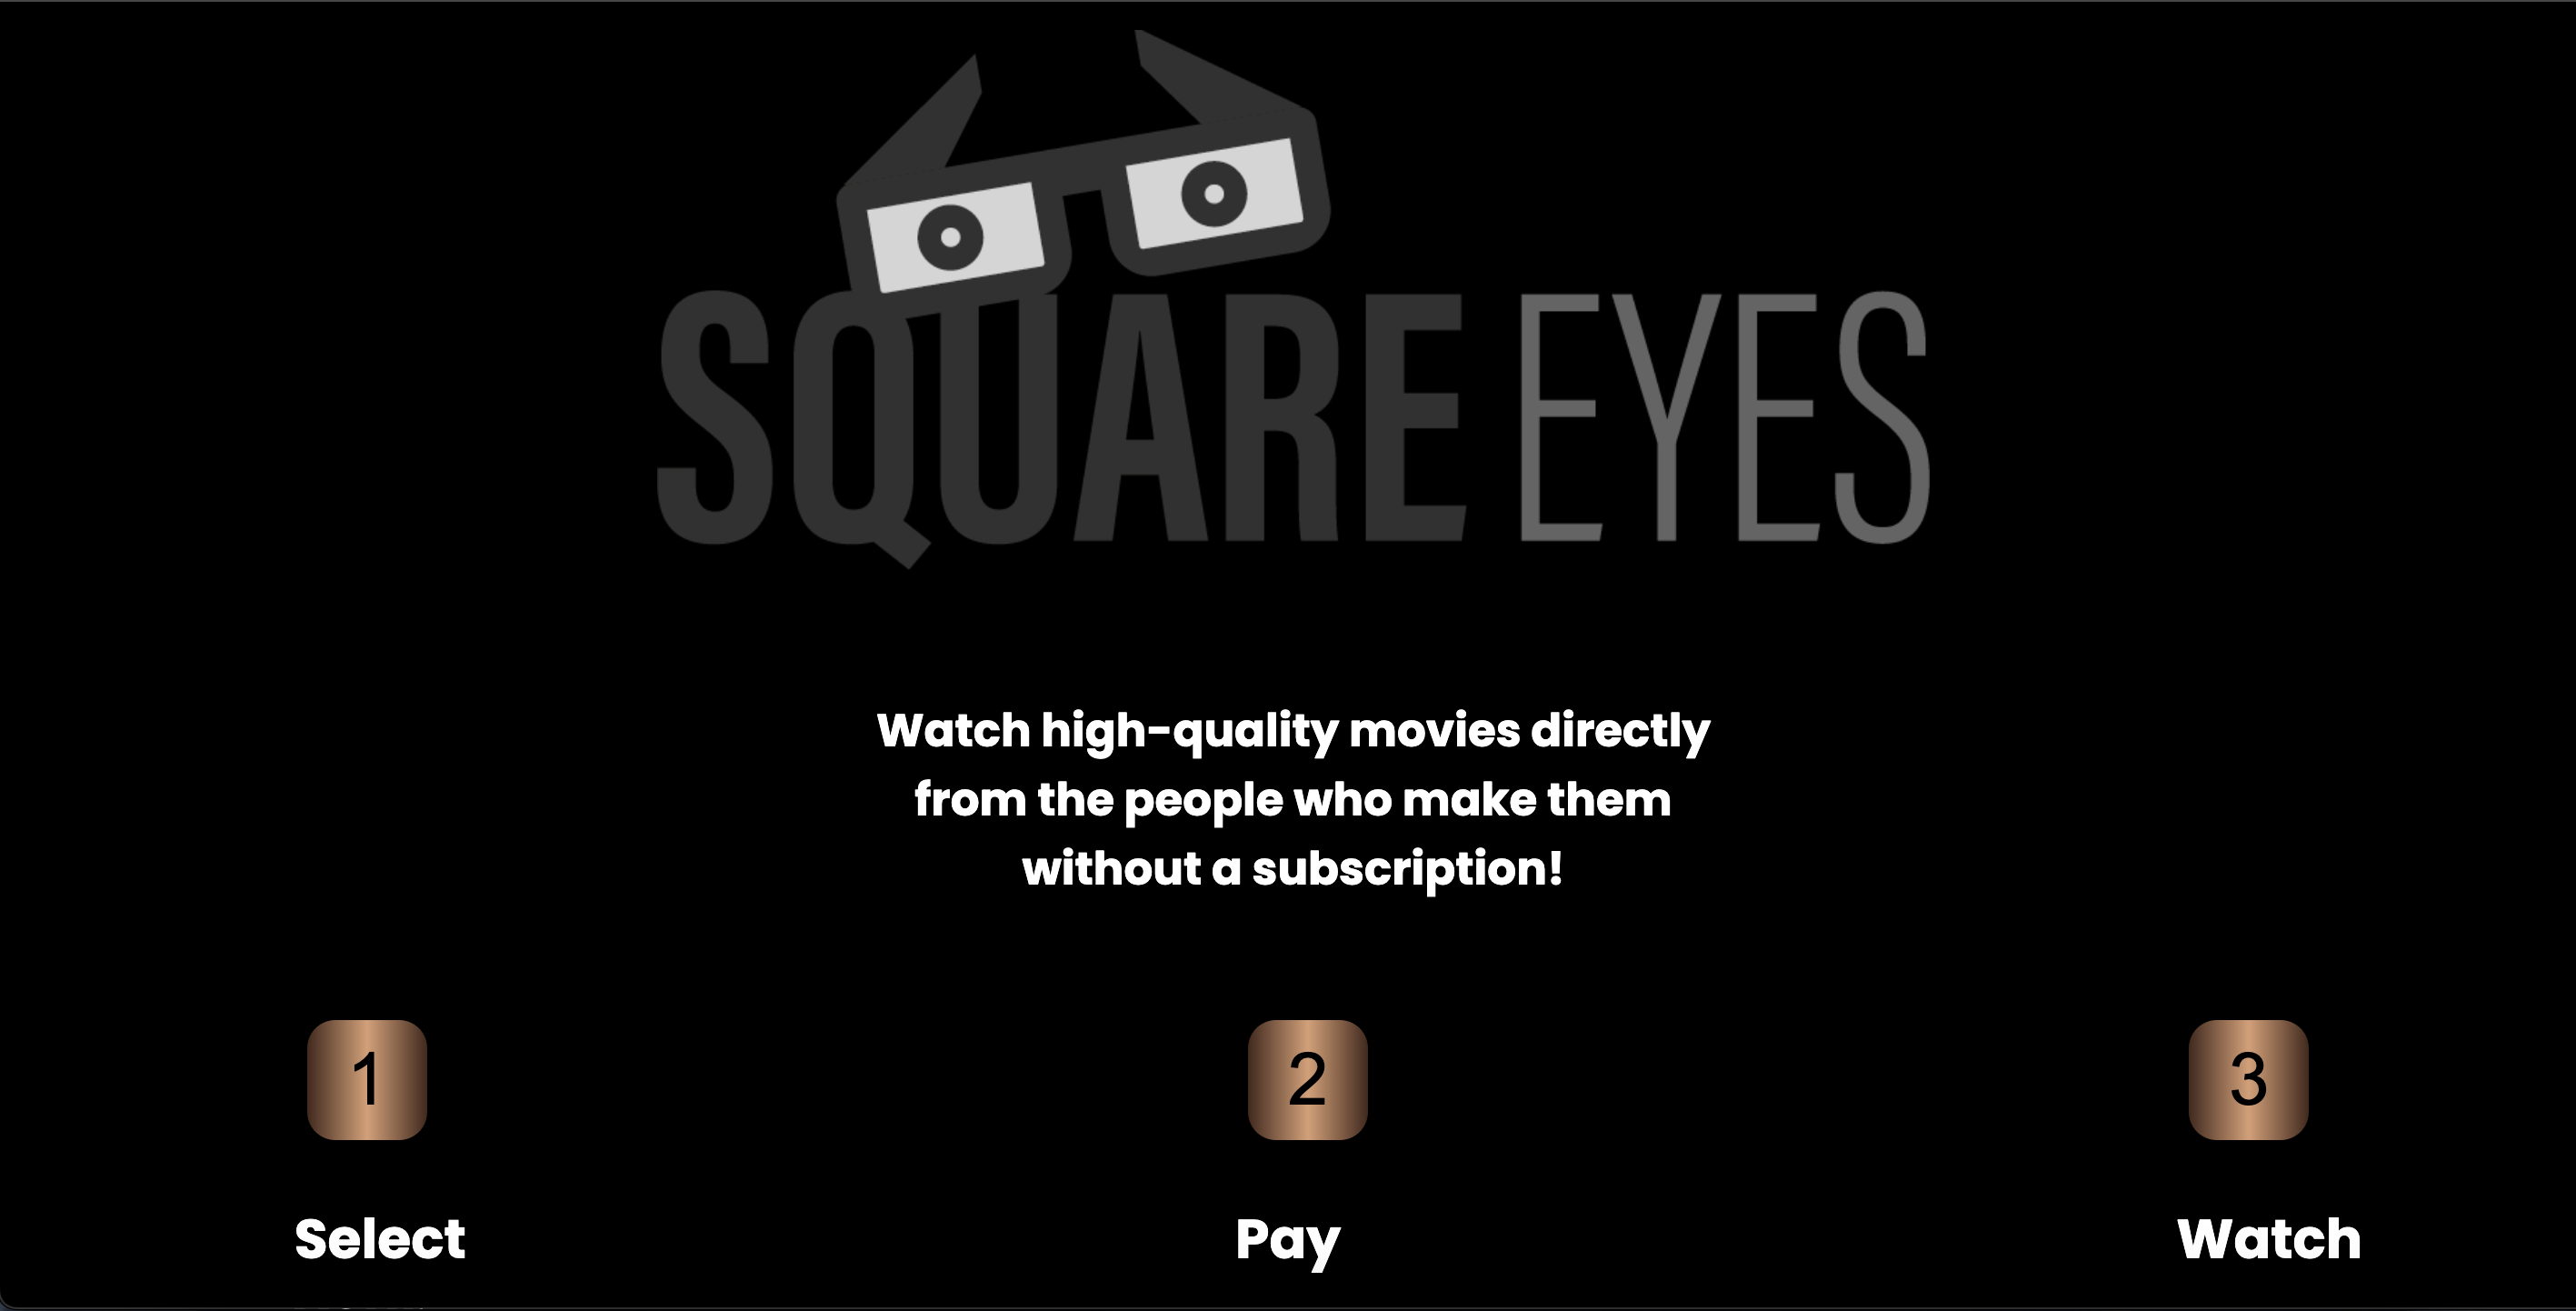 SQUARE EYES
Watch high-quality movies directly
from the people who make them
without a subscription!
1
2
3
Select
Pay
Watch